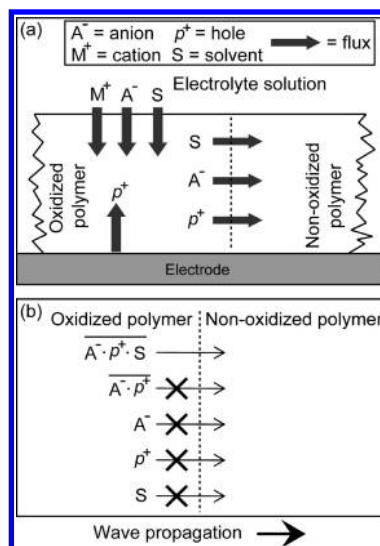 (a)
A⁻ = anion p⁺ = hole
M⁺ = cation S = solvent = flux
Electrolyte solution
M⁺ A⁻ S
S
A⁻
p⁺
p⁺
Oxidized
polymer
Non-oxidized
polymer
Electrode
(b)
Oxidized polymer Non-oxidized polymer
A⁻·p⁺·S
A⁻·p⁺
A⁻
p⁺
S
Wave propagation